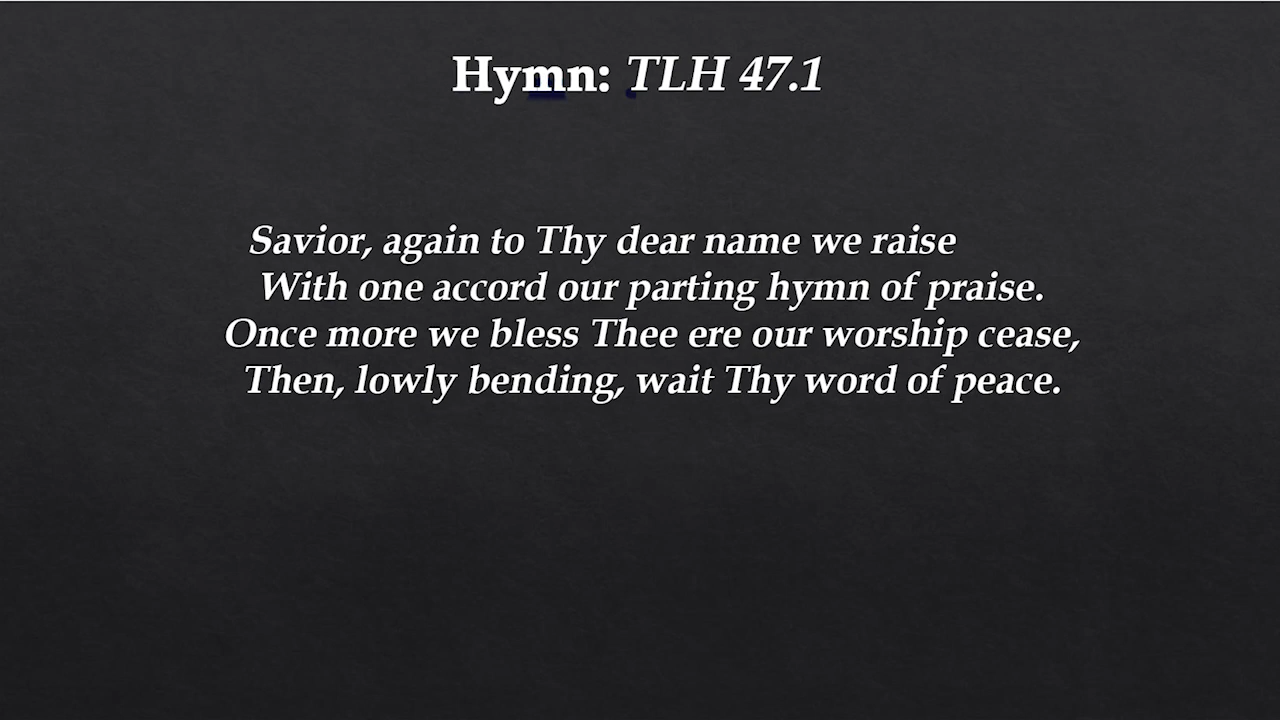 Hymn: TLH 47.1
Savior, again to Thy dear name we raise
With one accord our parting hymn of praise.
Once more we bless Thee ere our worship cease,
Then, lowly bending, wait Thy word of peace.